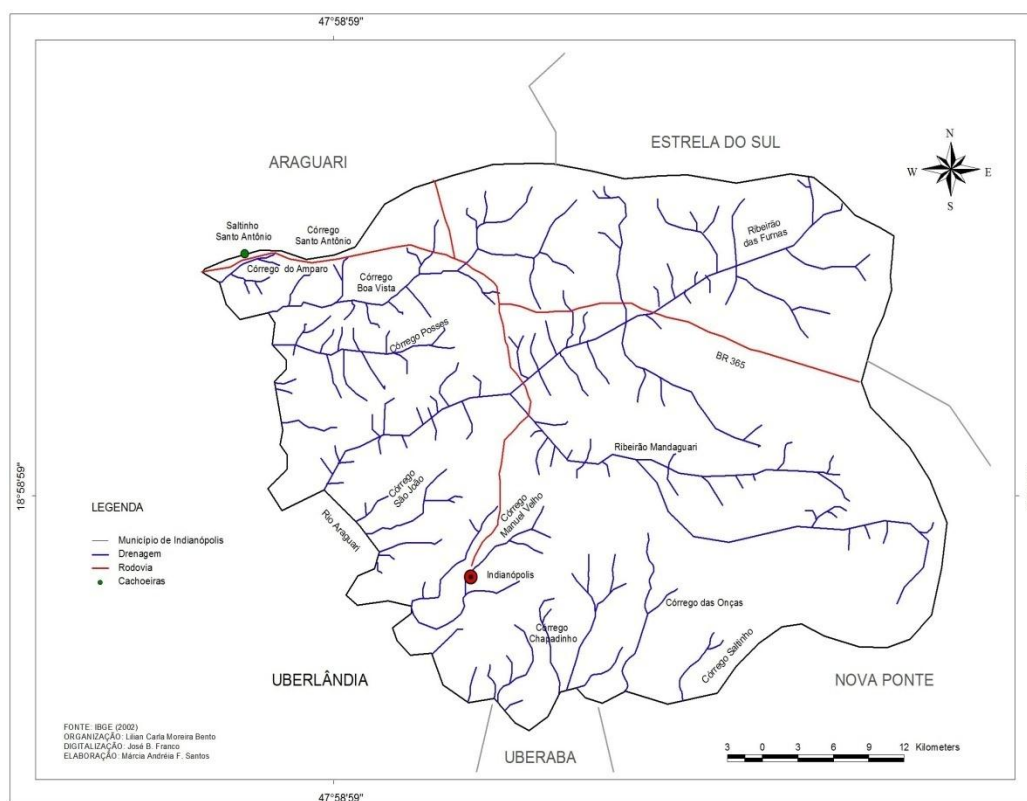 47°58'59"
ESTRELA DO SUL
ARAGUARI
N
W
E
S
Saltinho
Santo Antônio
Córrego
Santo Antônio
Ribeirão
das Furnas
Córrego do Amparo
Córrego
Boa Vista
Córrego Posses
BR 365
Ribeirão Mandaguari
18°58'59"
Córrego
São João
Córrego
Manuel Velho
LEGENDA
Rio Araguari
Município de Indianópolis
Drenagem
Rodovia
Cachoeiras
Indianópolis
Córrego das Onças
Córrego
Chapadinho
Córrego Saltinho
UBERLÂNDIA
NOVA PONTE
FONTE: IBGE (2002)
ORGANIZAÇÃO: Lilian Carla Moreira Bento
DIGITALIZAÇÃO: José B. Franco
ELABORAÇÃO: Márcia Andréia F. Santos
UBERABA
3 0 3 6 9 12 Kilometers
47°58'59"